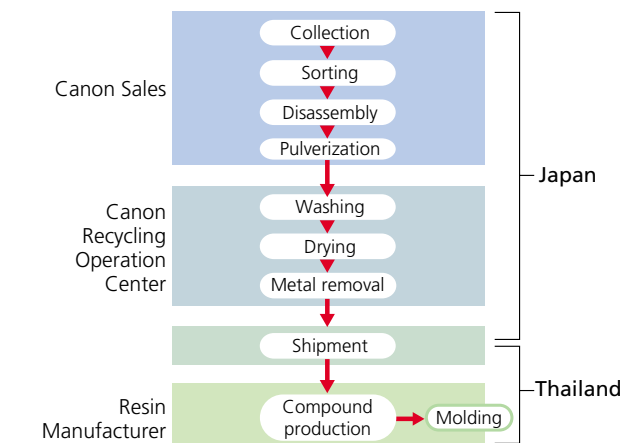 Collection
Sorting
Canon Sales
Disassembly
Pulverization
Japan
Washing
Canon
Recycling
Operation
Center
Drying
Metal removal
Shipment
Thailand
Resin
Manufacturer
Compound
production
Molding